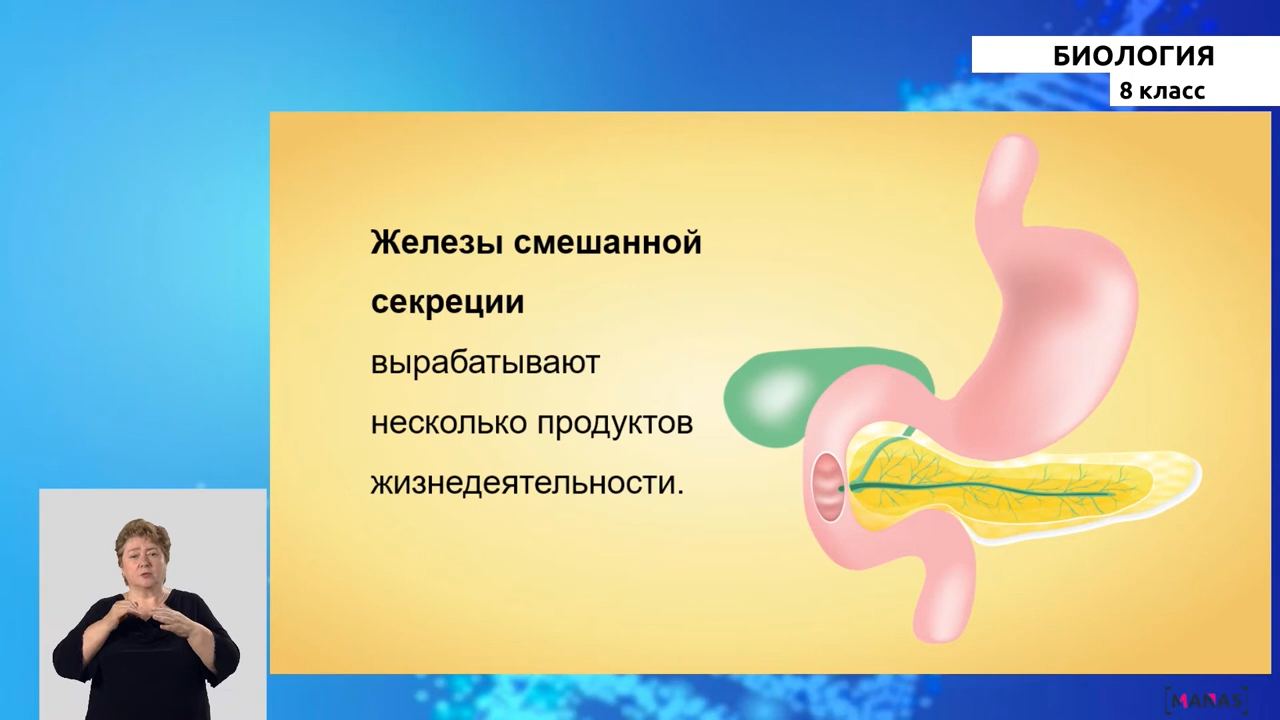 БИОЛОГИЯ
8 класс
Железы смешанной
секреции
вырабатывают
несколько продуктов
жизнедеятельности.
MANAS